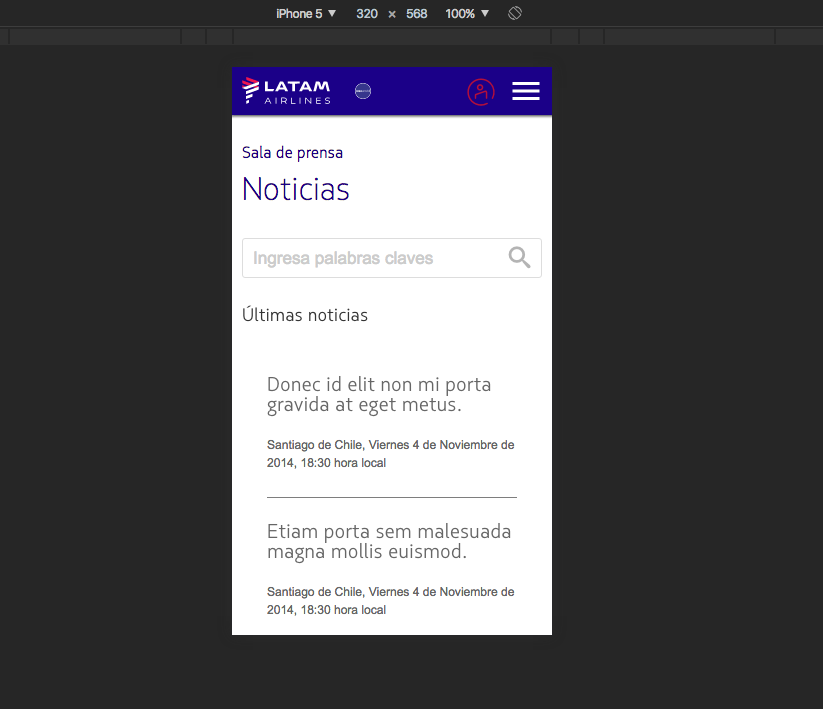 iPhone 5 ▼ 320 × 568 100% ▼
LATAM
AIRLINES
Sala de prensa
Noticias
Ingresa palabras claves
Últimas noticias
Donec id elit non mi porta
gravida at eget metus.
Santiago de Chile, Viernes 4 de Noviembre de
2014, 18:30 hora local
Etiam porta sem malesuada
magna mollis euismod.
Santiago de Chile, Viernes 4 de Noviembre de
2014, 18:30 hora local